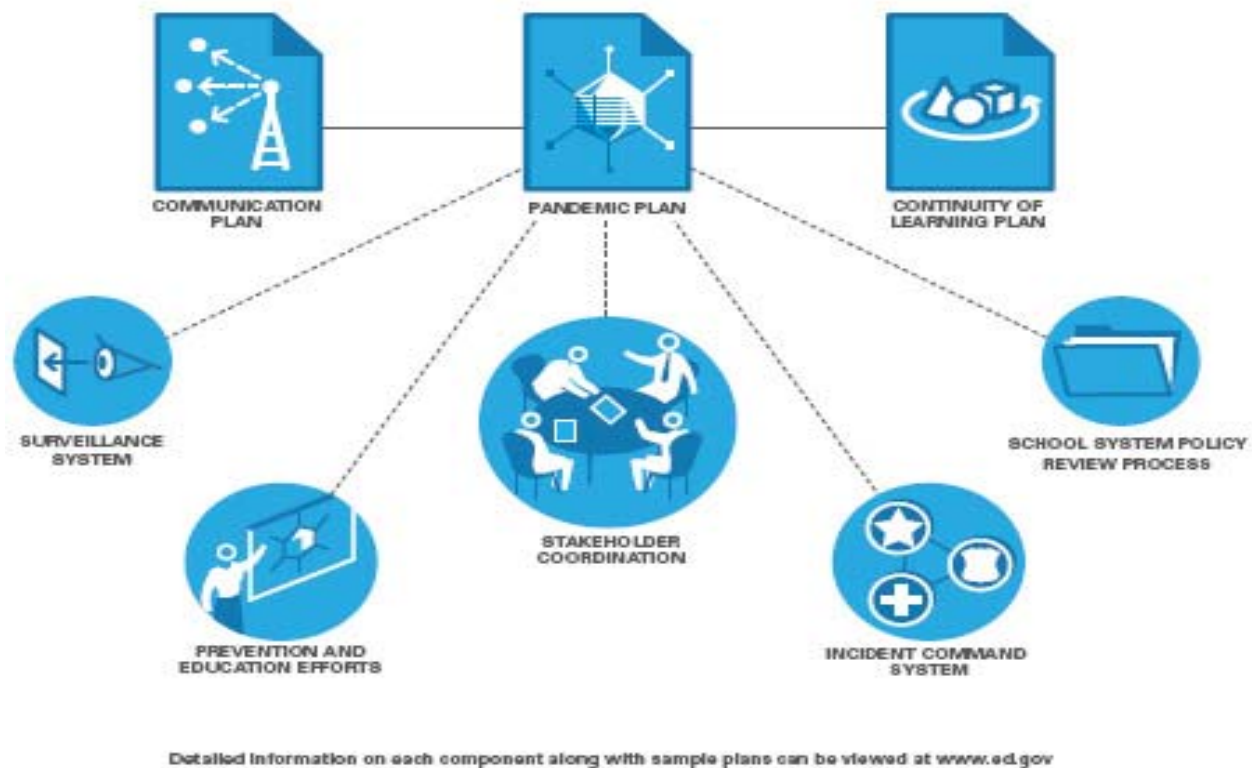 COMMUNICATION
PLAN
PANDEMIC PLAN
CONTINUITY OF
LEARNING PLAN
SURVEILLANCE
SYSTEM
SCHOOL SYSTEM POLICY
REVIEW PROCESS
STAKEHOLDER
COORDINATION
PREVENTION AND
EDUCATION EFFORTS
INCIDENT COMMAND
SYSTEM
Detailed information on each component along with sample plans can be viewed at www.ed.gov